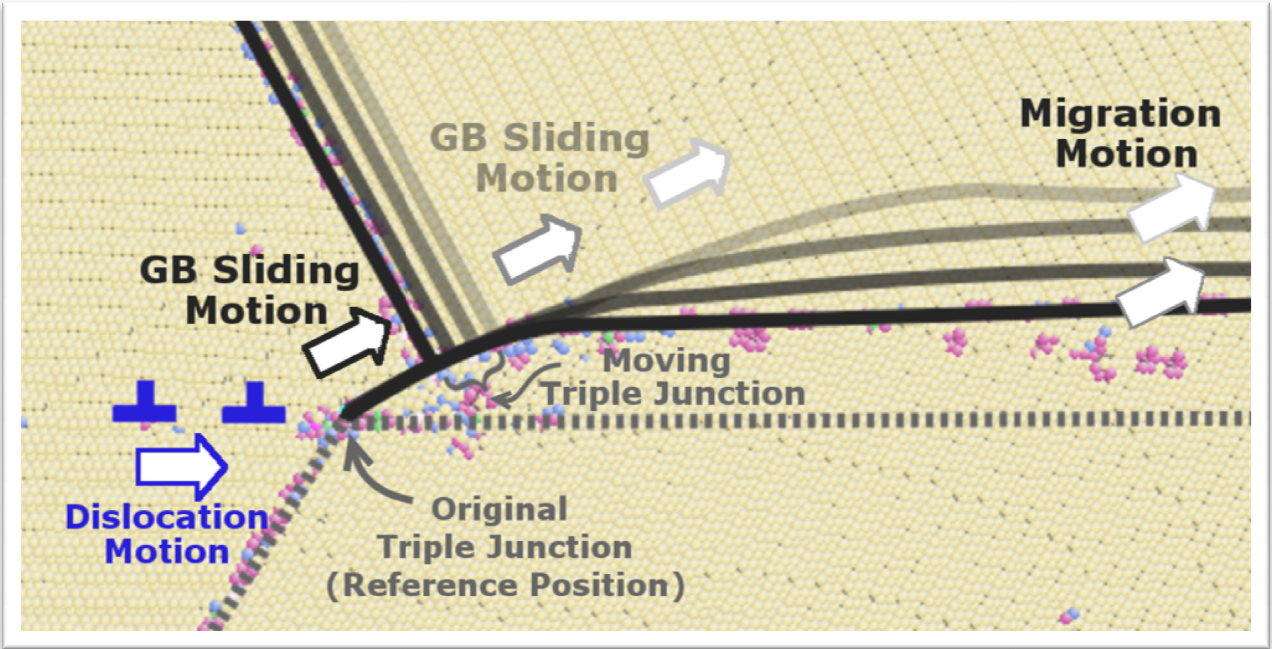 GB Sliding
Motion
Migration
Motion
GB Sliding
Motion
Moving
Triple Junction
Dislocation
Motion
Original
Triple Junction
(Reference Position)